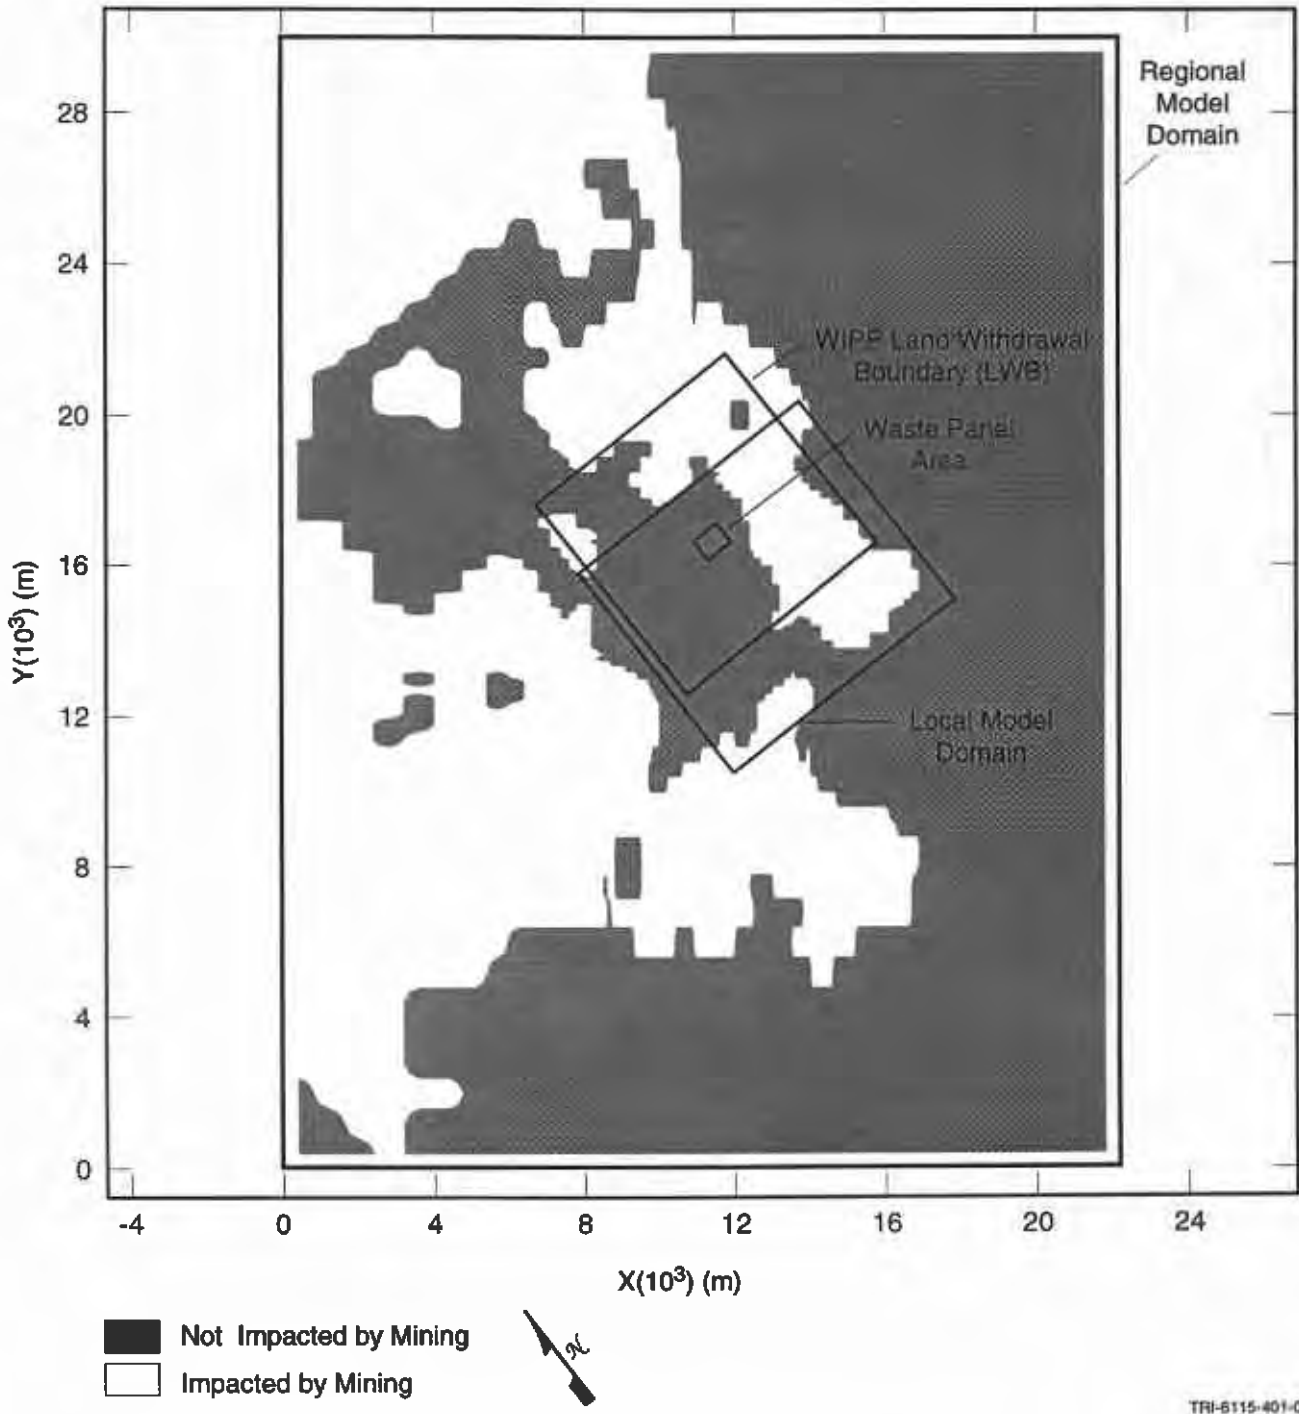 Regional
Model
Domain
28
24
WIPP Land Withdrawal
Boundary (LWB)
20
Waste Panel
Area
16
Y(10³) (m)
12
Local Model
Domain
8
4
0
-4 0 4 8 12 16 20 24
X(10³) (m)
Not Impacted by Mining
N
Impacted by Mining